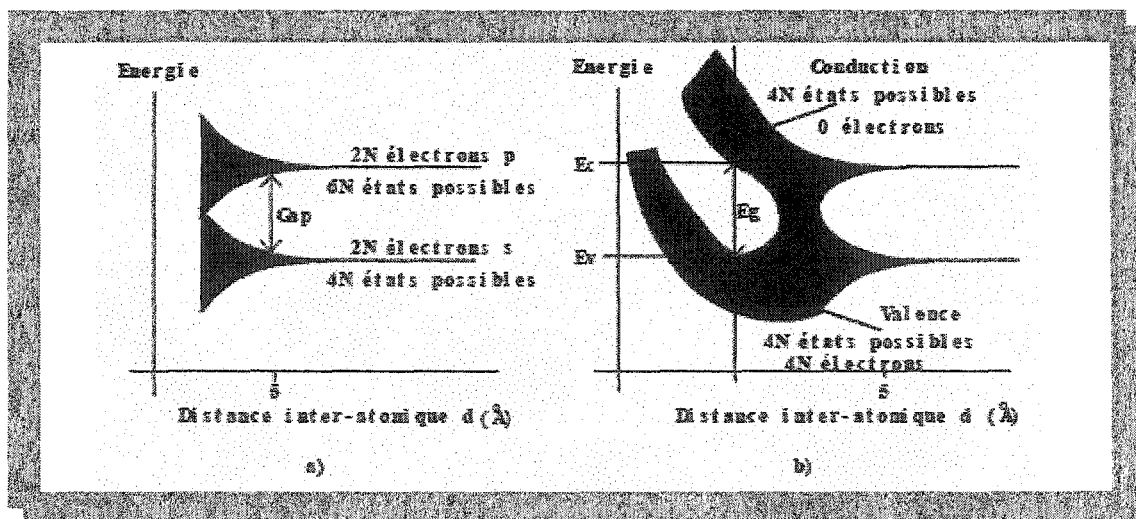 Energie
2N électrons p
6N états possibles
Gap
2N électrons s
4N états possibles
5
Distance inter-atomique d (Å)
a)
Energie
Conduction
4N états possibles
0 électrons
Ec
Eg
Ev
Valence
4N états possibles
4N électrons
5
Distance inter-atomique d (Å)
b)